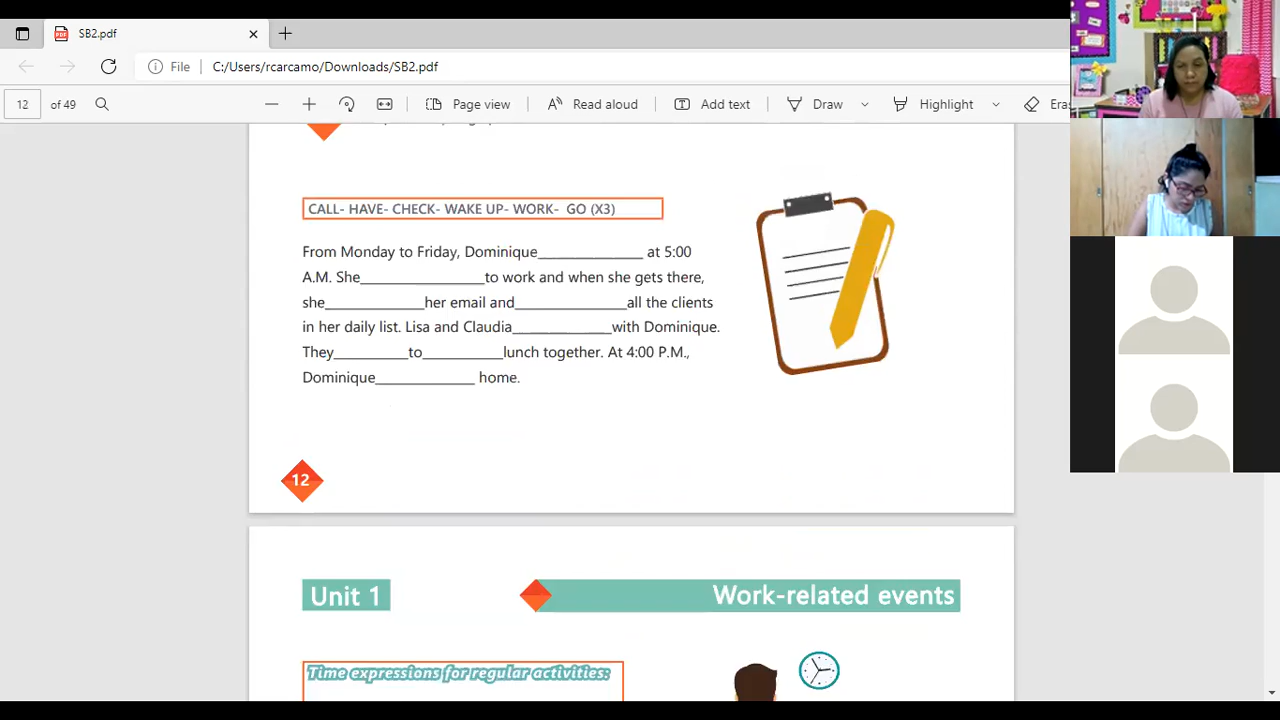 SB2.pdf
File C:/Users/rcarcamo/Downloads/SB2.pdf
12 of 49 Page view Read aloud Add text Draw Highlight
CALL- HAVE- CHECK- WAKE UP- WORK- GO (X3)
From Monday to Friday, Dominique______________ at 5:00
A.M. She________________to work and when she gets there,
she_____________her email and______________all the clients
in her daily list. Lisa and Claudia_____________with Dominique.
They__________to___________lunch together. At 4:00 P.M.,
Dominique_____________ home.
12
Unit 1 Work-related events
Time expressions for regular activities: